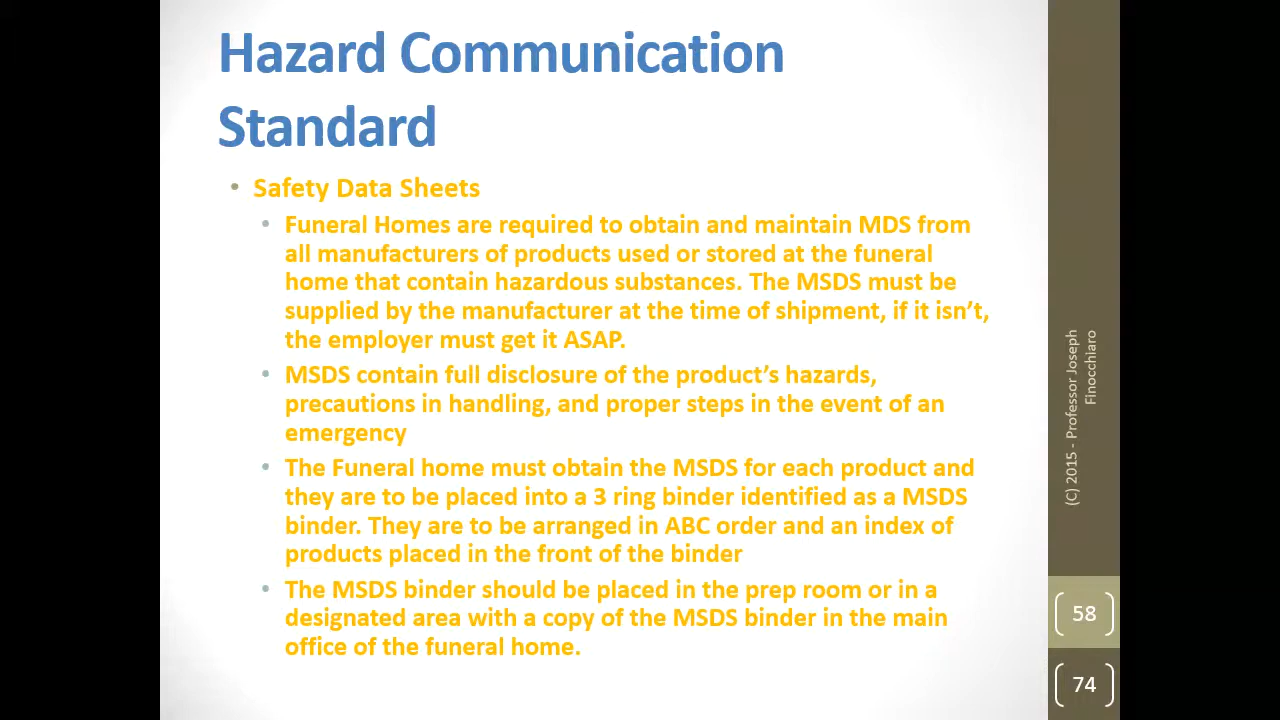 Hazard Communication
Standard
• Safety Data Sheets
• Funeral Homes are required to obtain and maintain MDS from
all manufacturers of products used or stored at the funeral
home that contain hazardous substances. The MSDS must be
supplied by the manufacturer at the time of shipment, if it isn’t,
the employer must get it ASAP.
• MSDS contain full disclosure of the product’s hazards,
precautions in handling, and proper steps in the event of an
emergency
• The Funeral home must obtain the MSDS for each product and
they are to be placed into a 3 ring binder identified as a MSDS
binder. They are to be arranged in ABC order and an index of
products placed in the front of the binder
• The MSDS binder should be placed in the prep room or in a
designated area with a copy of the MSDS binder in the main
office of the funeral home.
(C) 2015 - Professor Joseph
Finocchiaro
58
74